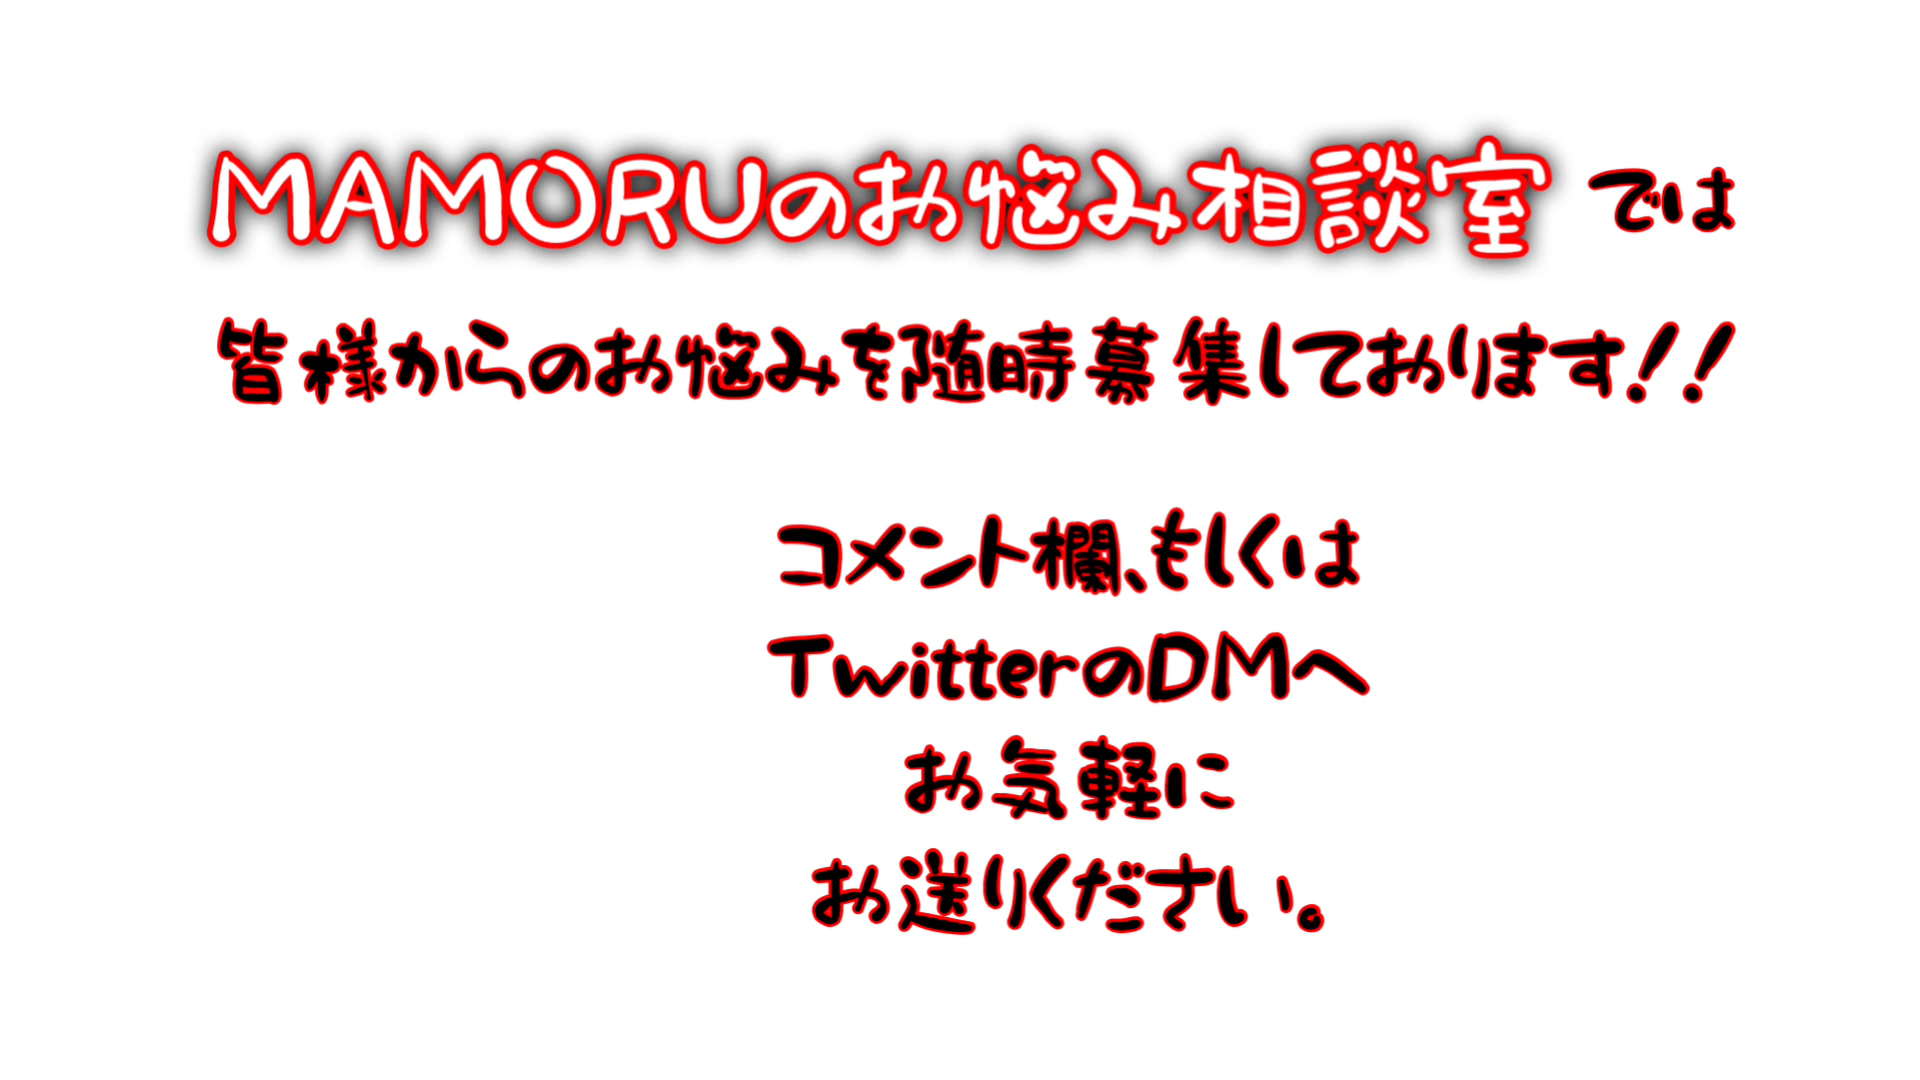 MAMORUのお悩み相談室では
皆様からのお悩みを随時募集しております!!
コメント欄、もしくは
TwitterのDMへ
お気軽に
お送りください。